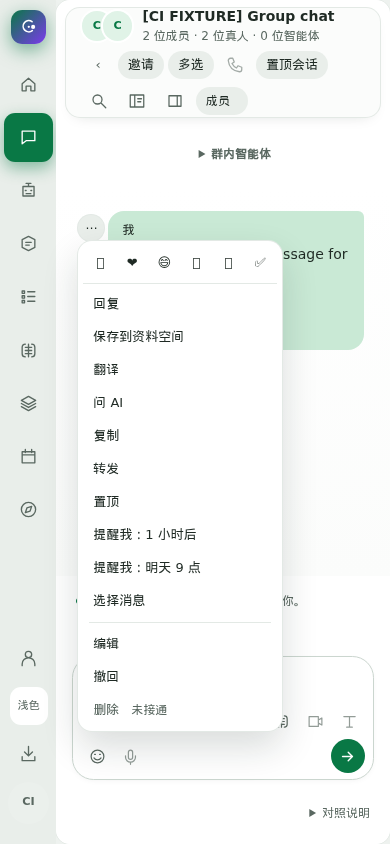 [CI FIXTURE] Group chat
2 位成员 · 2 位真人 · 0 位智能体
C C
‹ 邀请 多选 置顶会话
成员
▶ 群内智能体
··· 我
ssage for
回复
保存到资料空间
翻译
问 AI
复制
转发
置顶
提醒我：1 小时后
提醒我：明天 9 点
选择消息
你。
编辑
撤回
删除 未接通
浅色
CI
▶ 对照说明